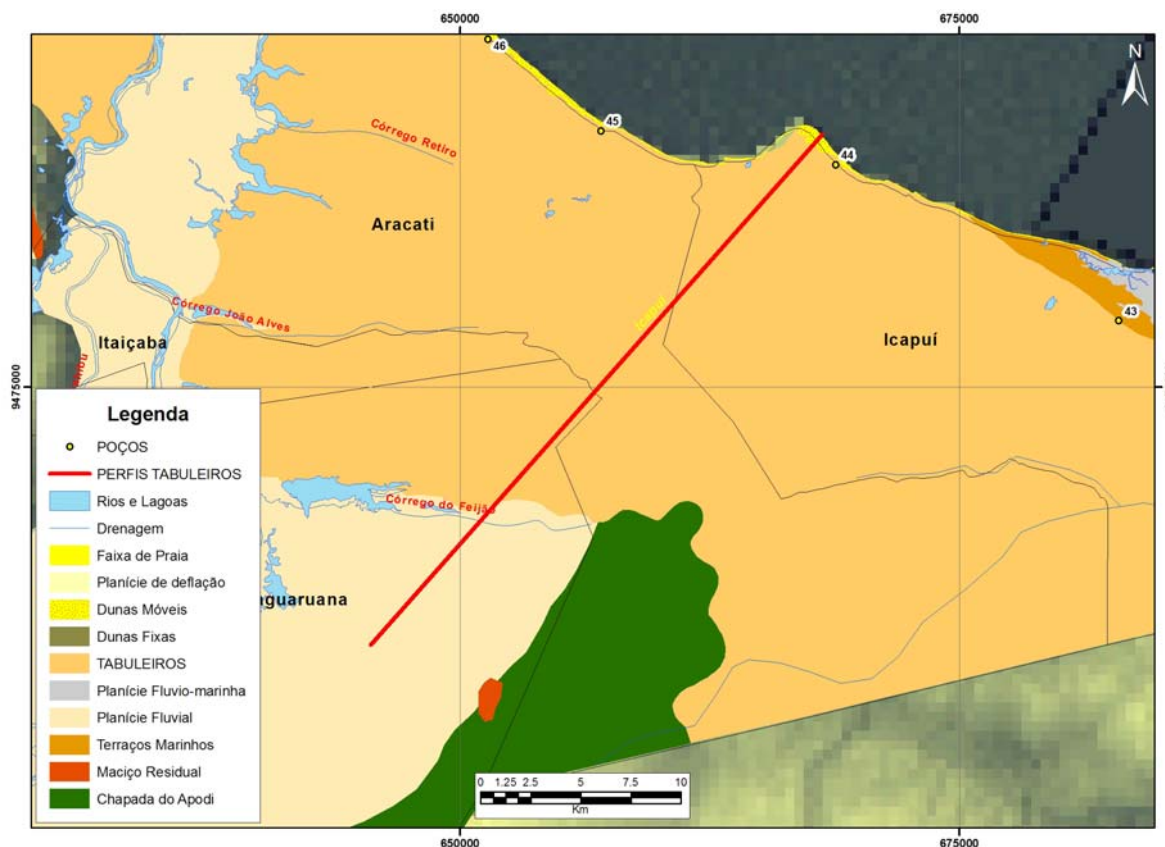 650000
675000
46
N
45
Córrego Retiro
44
Aracati
Córrego João Alves
Icapuí
43
Itaiçaba
Icapuí
9475000
Legenda
POÇOS
PERFIS TABULEIROS
Rios e Lagoas
Drenagem
Faixa de Praia
Planície de deflação
Dunas Móveis
Dunas Fixas
TABULEIROS
Planície Fluvio-marinha
Planície Fluvial
Terraços Marinhos
Maciço Residual
Chapada do Apodi
Córrego do Feijão
aguaruana
0 1.25 2.5 5 7.5 10
Km
650000
675000